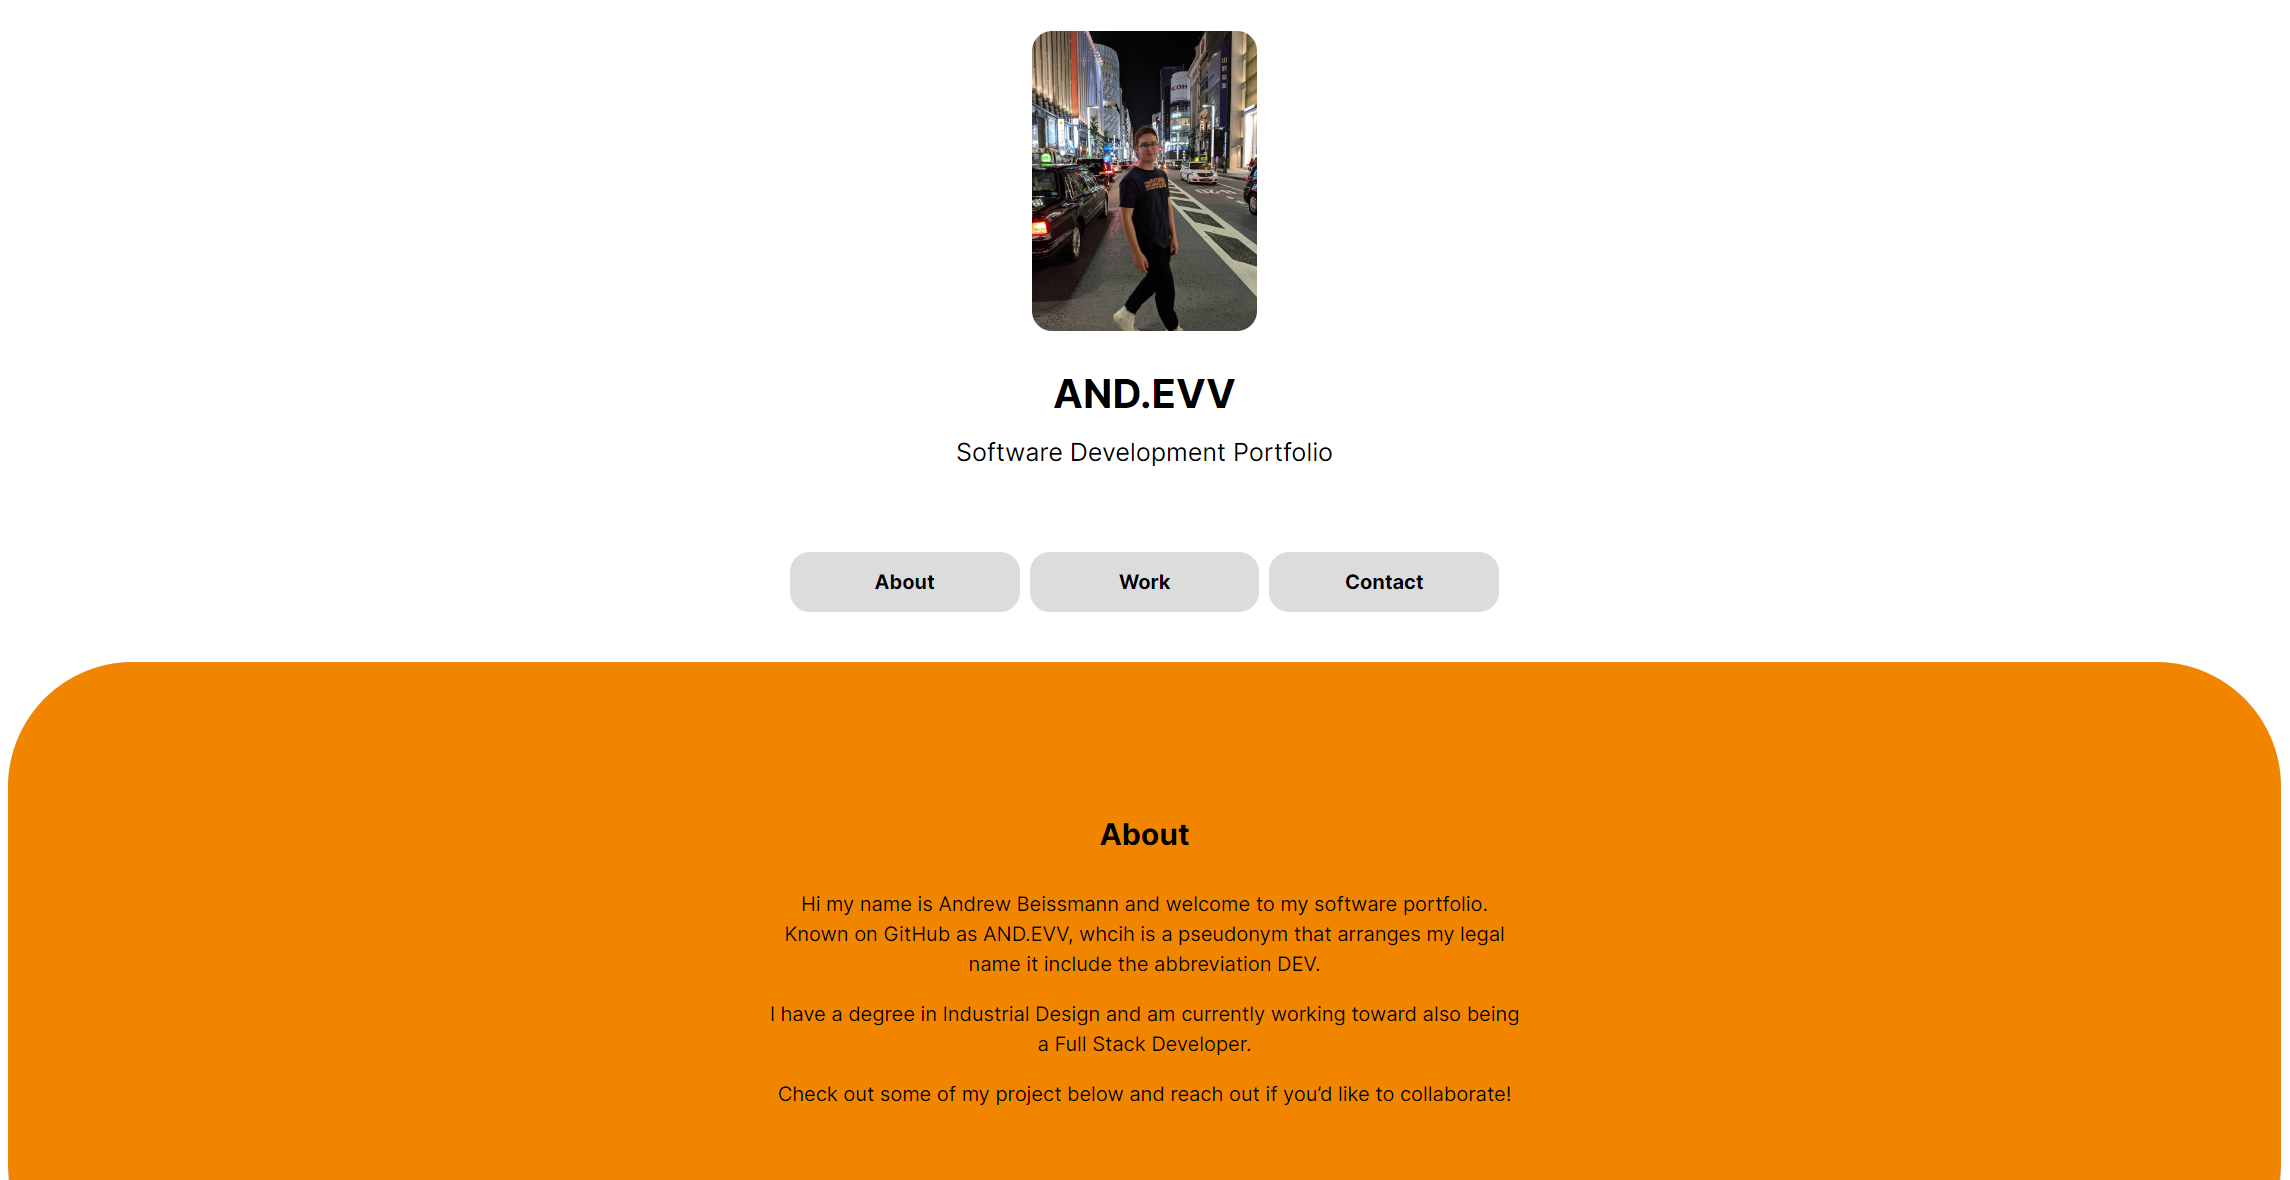 AND.EVV
Software Development Portfolio
About
Work
Contact
About
Hi my name is Andrew Beissmann and welcome to my software portfolio.
Known on GitHub as AND.EVV, whcih is a pseudonym that arranges my legal
name it include the abbreviation DEV.
I have a degree in Industrial Design and am currently working toward also being
a Full Stack Developer.
Check out some of my project below and reach out if you’d like to collaborate!